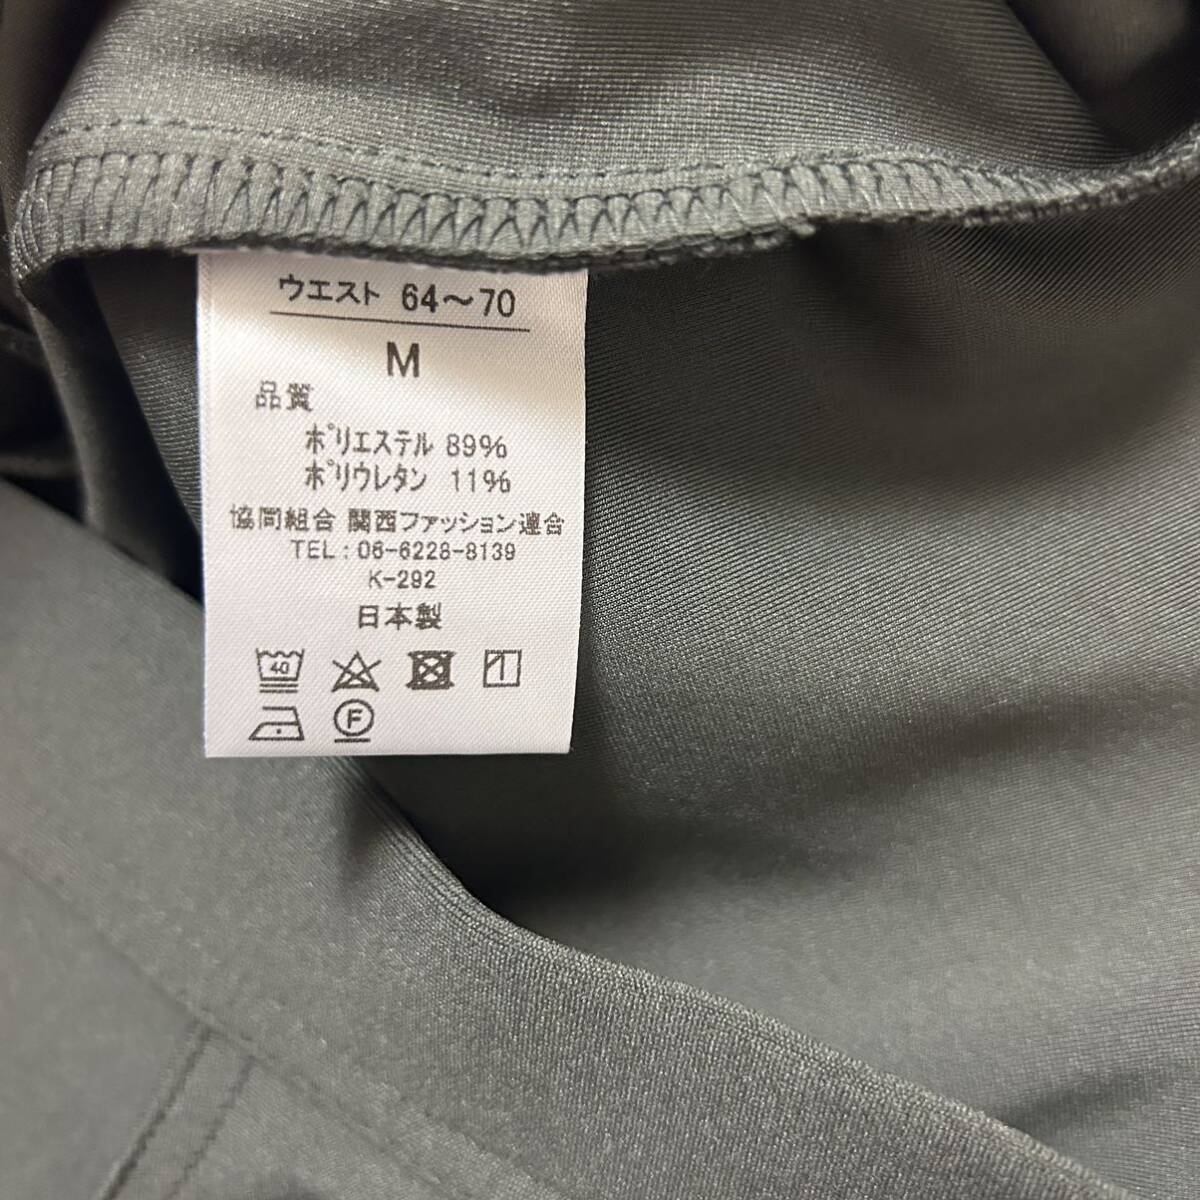 ウエスト 64～70
M
品質
ポリエステル 89%
ポリウレタン 11%
協同組合 関西ファッション連合
TEL：06-6228-8139
K-292
日本製
40
F